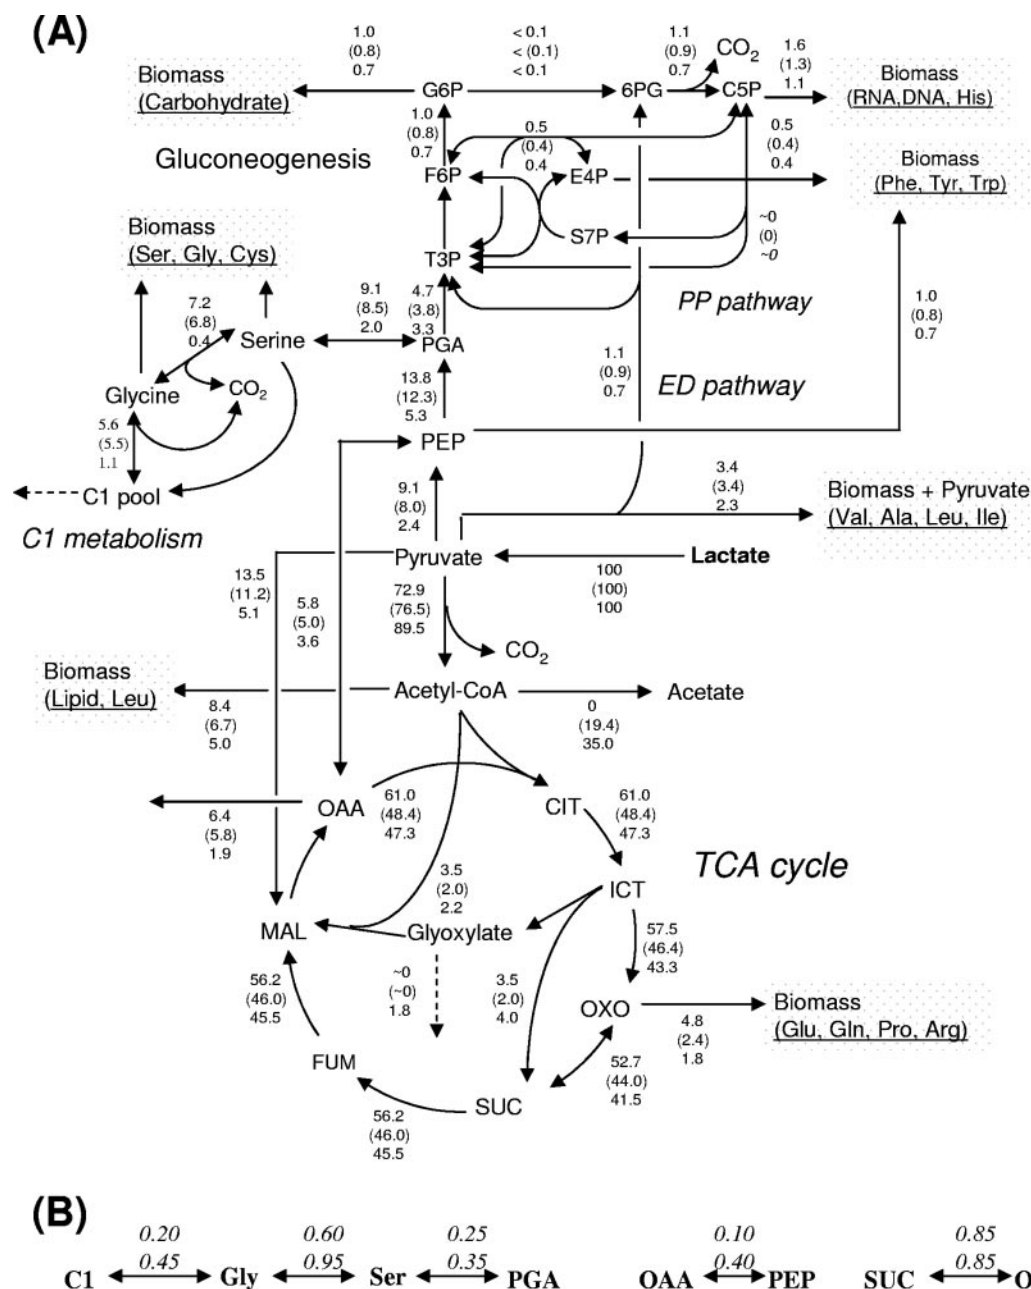 (A)
1.0
(0.8)
0.7
< 0.1
< (0.1)
< 0.1
1.1
(0.9)
0.7
CO2
1.6
(1.3)
1.1
Biomass
(Carbohydrate)
G6P
6PG
C5P
Biomass
(RNA,DNA, His)
1.0
(0.8)
0.7
0.5
(0.4)
0.4
0.5
(0.4)
0.4
Gluconeogenesis
F6P
E4P
Biomass
(Phe, Tyr, Trp)
Biomass
(Ser, Gly, Cys)
S7P
~0
(0)
~0
T3P
7.2
(6.8)
0.4
9.1
(8.5)
2.0
4.7
(3.8)
3.3
PP pathway
1.0
(0.8)
0.7
Serine
PGA
Glycine
CO2
13.8
(12.3)
5.3
1.1
(0.9)
0.7
ED pathway
5.6
(5.5)
1.1
PEP
C1 pool
9.1
(8.0)
2.4
3.4
(3.4)
2.3
Biomass + Pyruvate
(Val, Ala, Leu, Ile)
C1 metabolism
Pyruvate
Lactate
13.5
(11.2)
5.1
5.8
(5.0)
3.6
72.9
(76.5)
89.5
100
(100)
100
CO2
Biomass
(Lipid, Leu)
Acetyl-CoA
Acetate
8.4
(6.7)
5.0
0
(19.4)
35.0
OAA
CIT
6.4
(5.8)
1.9
61.0
(48.4)
47.3
61.0
(48.4)
47.3
TCA cycle
3.5
(2.0)
2.2
ICT
MAL
Glyoxylate
57.5
(46.4)
43.3
56.2
(46.0)
45.5
~0
(~0)
1.8
3.5
(2.0)
4.0
OXO
Biomass
(Glu, Gln, Pro, Arg)
4.8
(2.4)
1.8
FUM
52.7
(44.0)
41.5
SUC
56.2
(46.0)
45.5
(B)
0.20 0.60 0.25 0.10 0.85
0.45 0.95 0.35 0.40 0.85
C1 Gly Ser PGA OAA PEP SUC O